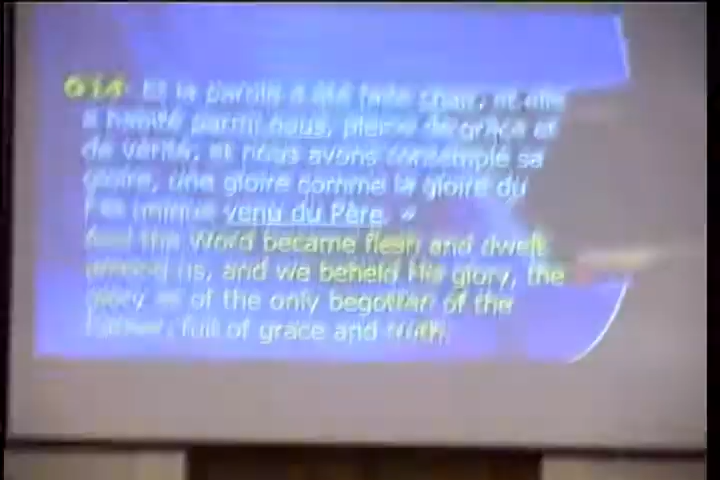 014 Et la parole a été faite chair, et elle
a habité parmi nous, pleine de grâce et
de vérité, et nous avons contemplé sa
gloire, une gloire comme la gloire du
Fils unique venu du Père. «
And the Word became flesh and dwelt
among us, and we beheld His glory, the
glory as of the only begotten of the
Father, full of grace and truth.